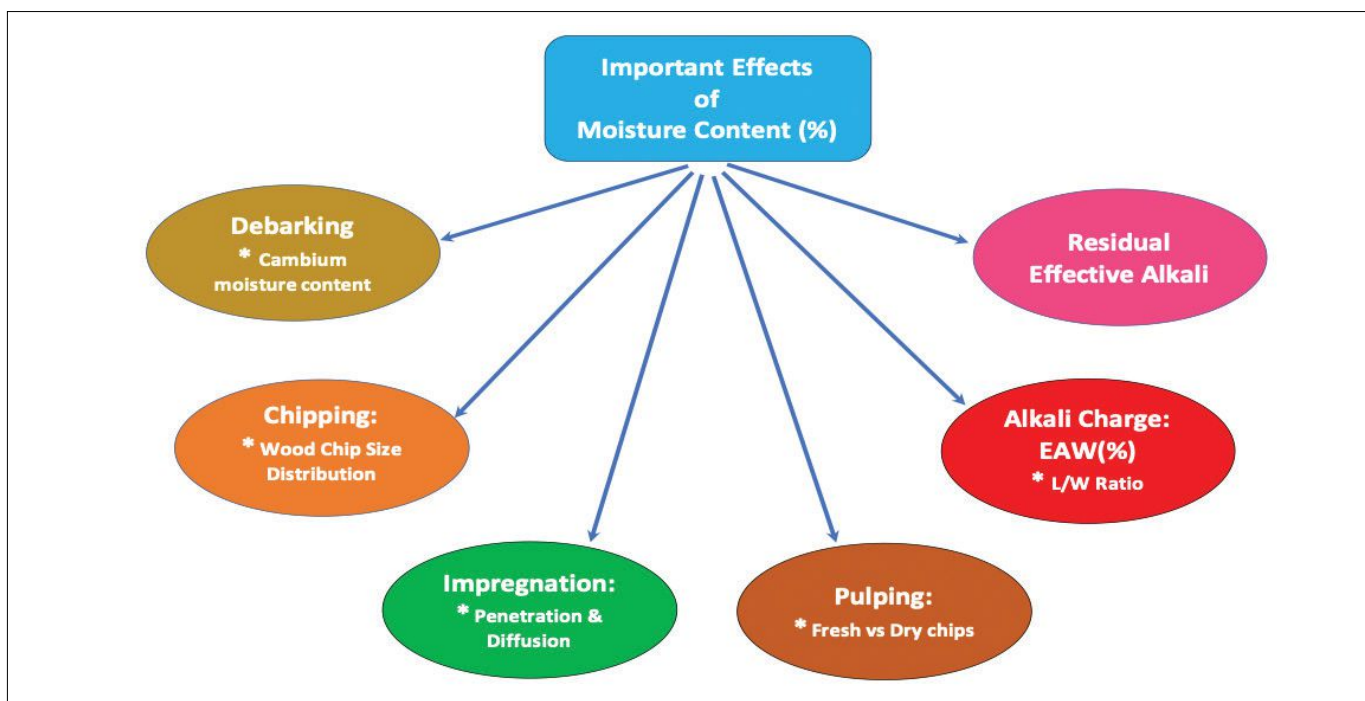 Important Effects
of
Moisture Content (%)
Debarking
* Cambium
moisture content
Residual
Effective Alkali
Chipping:
* Wood Chip Size
Distribution
Alkali Charge:
EAW(%)
* L/W Ratio
Impregnation:
* Penetration &
Diffusion
Pulping:
* Fresh vs Dry chips